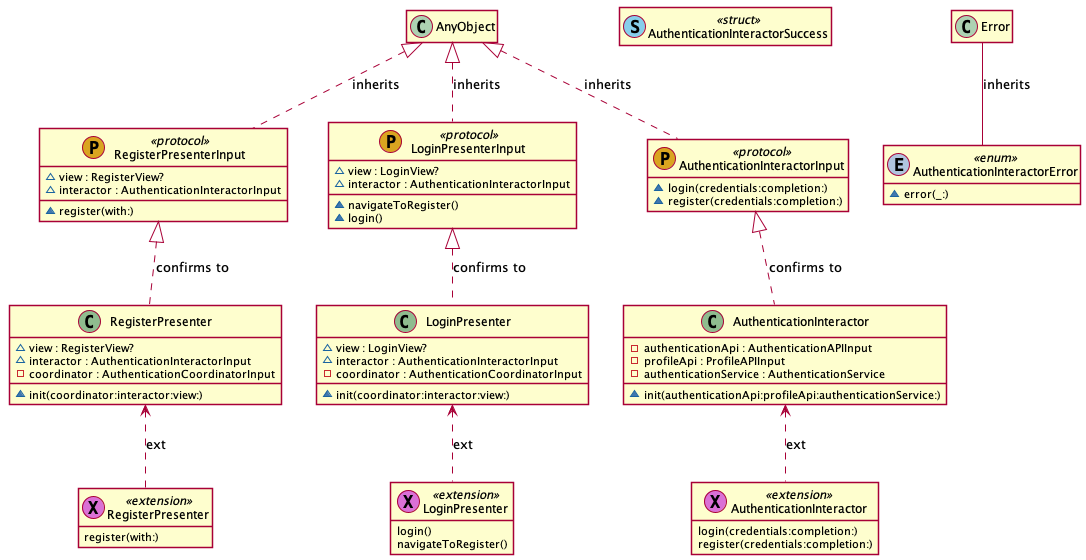 C AnyObject
«struct»
S AuthenticationInteractorSuccess
C Error
inherits
inherits
inherits
inherits
«protocol»
P RegisterPresenterInput
view : RegisterView?
interactor : AuthenticationInteractorInput
register(with:)
«protocol»
P LoginPresenterInput
view : LoginView?
interactor : AuthenticationInteractorInput
navigateToRegister()
login()
«protocol»
P AuthenticationInteractorInput
login(credentials:completion:)
register(credentials:completion:)
«enum»
E AuthenticationInteractorError
error(_:)
confirms to
confirms to
confirms to
C RegisterPresenter
view : RegisterView?
interactor : AuthenticationInteractorInput
coordinator : AuthenticationCoordinatorInput
init(coordinator:interactor:view:)
C LoginPresenter
view : LoginView?
interactor : AuthenticationInteractorInput
coordinator : AuthenticationCoordinatorInput
init(coordinator:interactor:view:)
C AuthenticationInteractor
authenticationApi : AuthenticationAPIInput
profileApi : ProfileAPIInput
authenticationService : AuthenticationService
init(authenticationApi:profileApi:authenticationService:)
ext
ext
ext
«extension»
X RegisterPresenter
register(with:)
«extension»
X LoginPresenter
login()
navigateToRegister()
«extension»
X AuthenticationInteractor
login(credentials:completion:)
register(credentials:completion:)